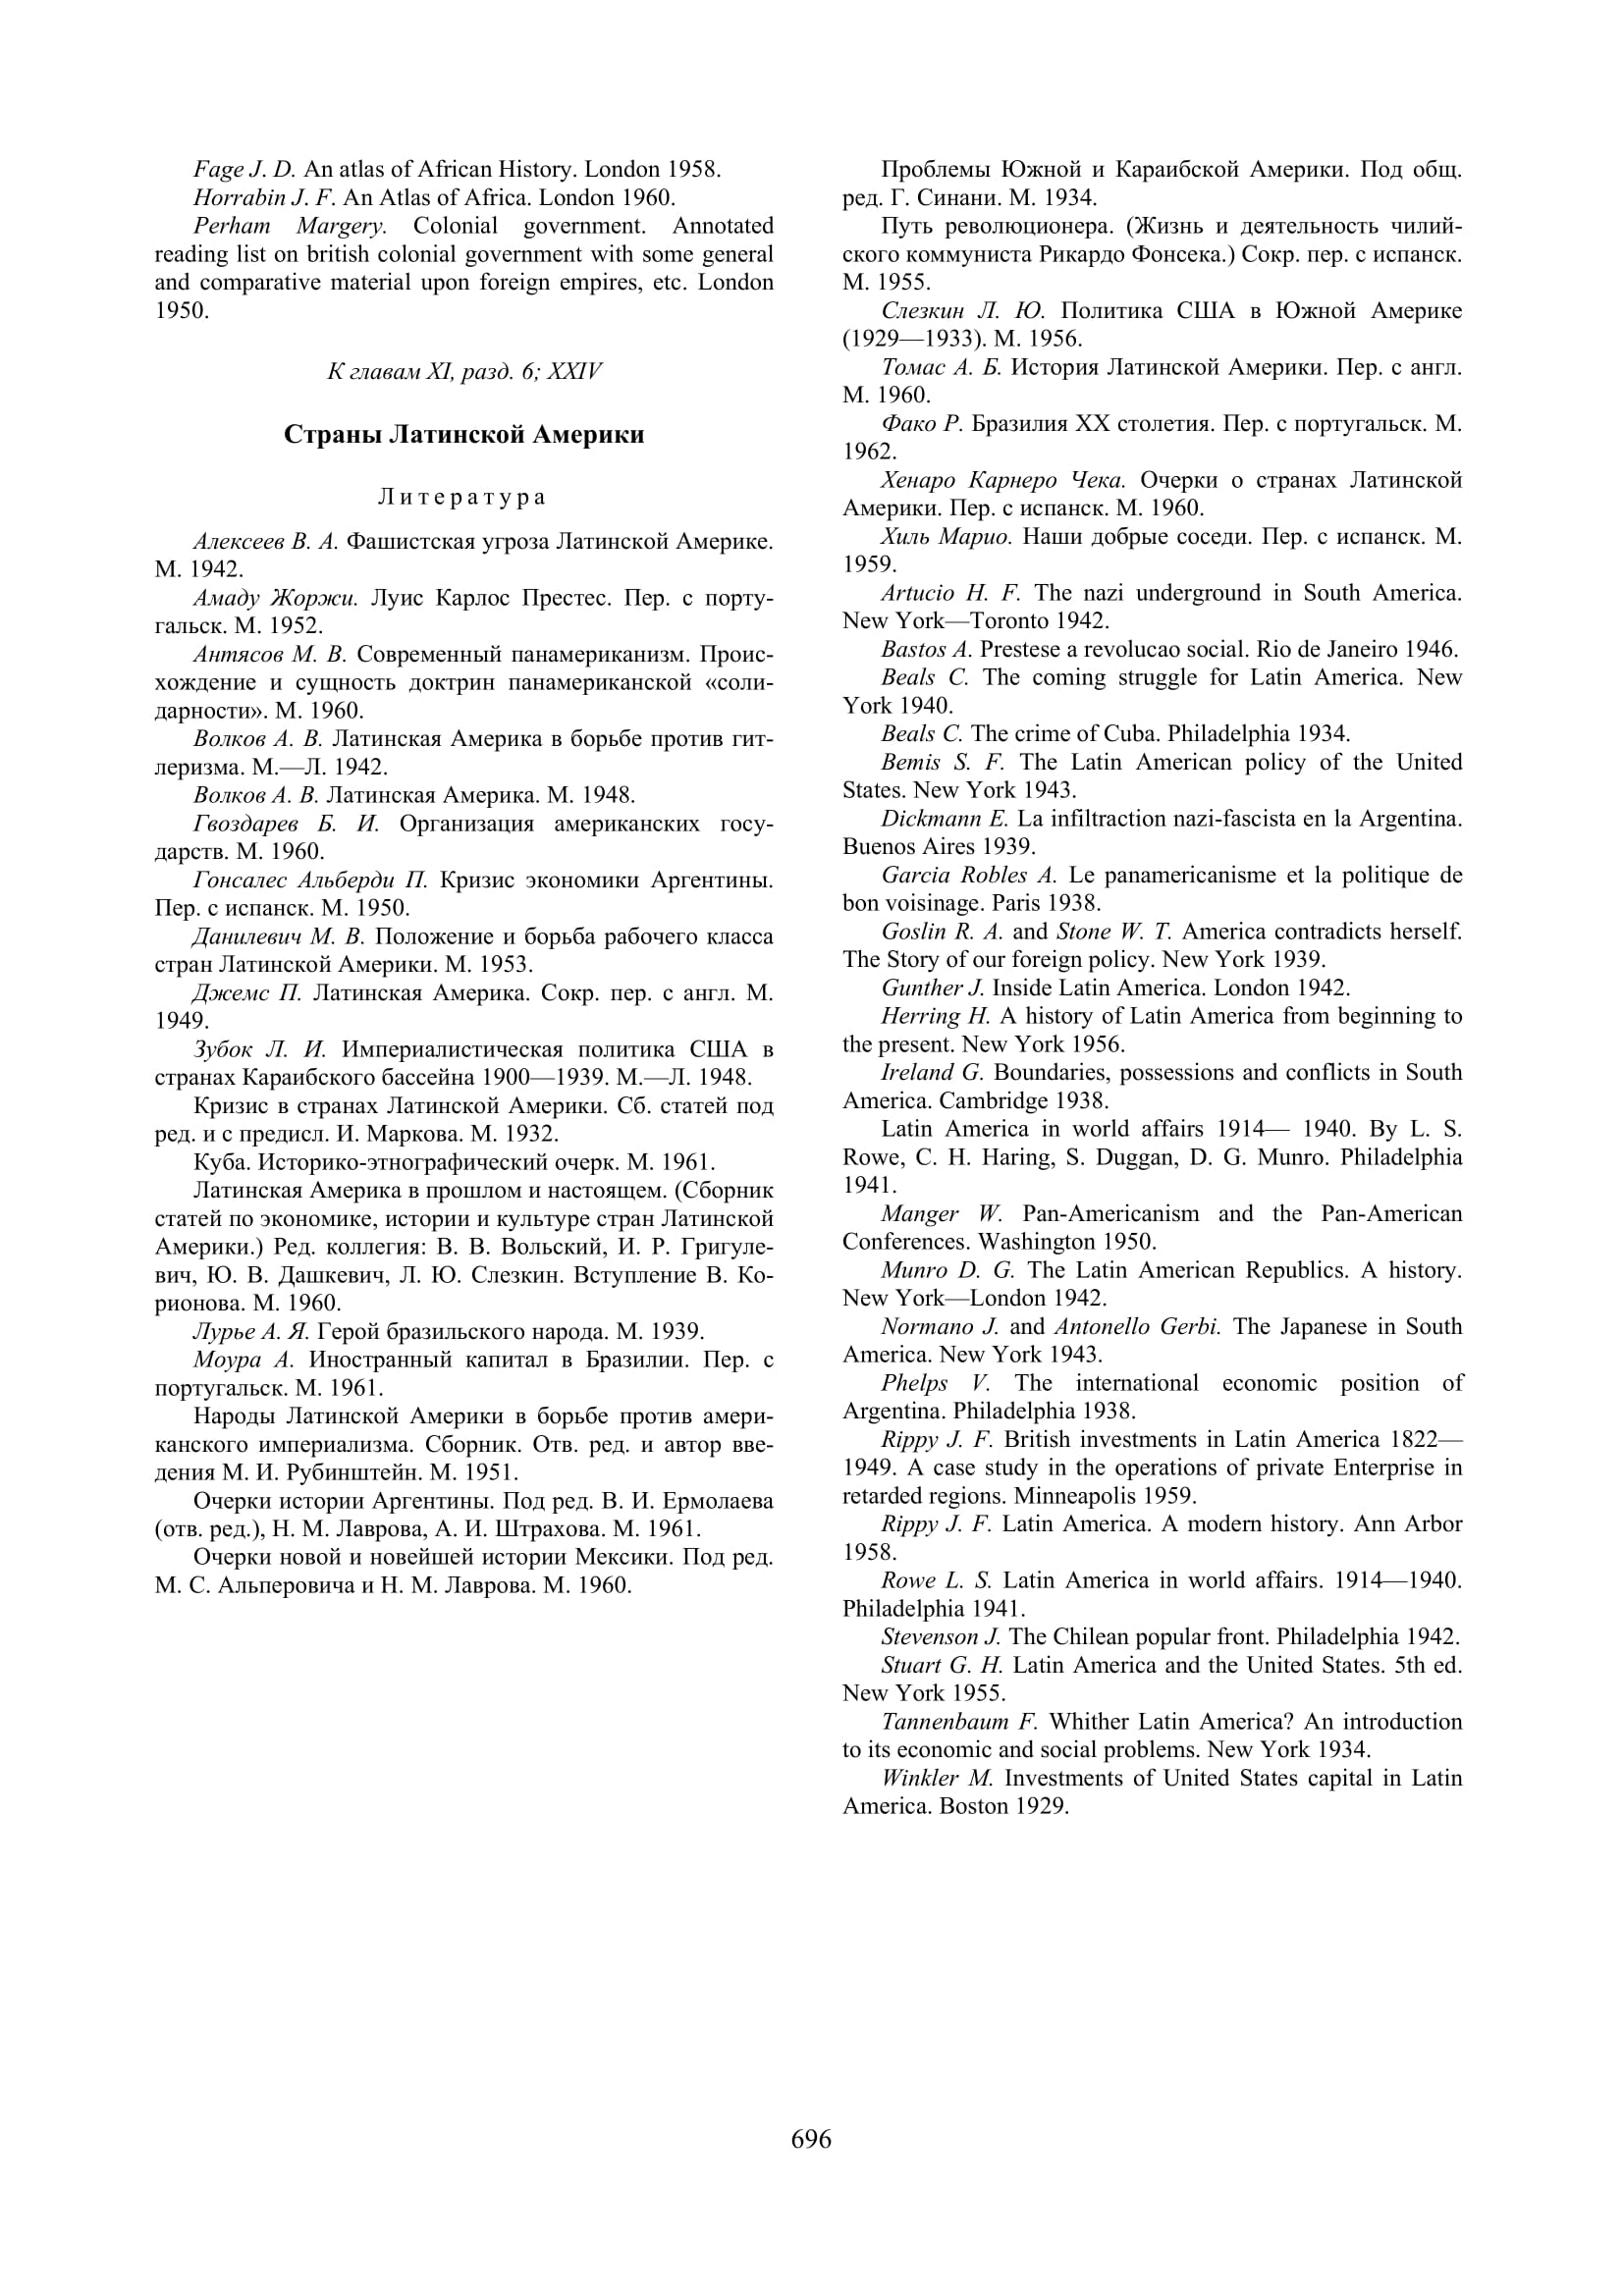 Fage J. D. An atlas of African History. London 1958.
Horrabin J. F. An Atlas of Africa. London 1960.
Perham Margery. Colonial government. Annotated
reading list on british colonial government with some general
and comparative material upon foreign empires, etc. London
1950.
К главам XI, разд. 6; XXIV
Страны Латинской Америки
Литература
Алексеев В. А. Фашистская угроза Латинской Америке.
М. 1942.
Амаду Жоржи. Луис Карлос Престес. Пер. с порту-
гальск. М. 1952.
Антясов М. В. Современный панамериканизм. Проис-
хождение и сущность доктрин панамериканской «соли-
дарности». М. 1960.
Волков А. В. Латинская Америка в борьбе против гит-
леризма. М.—Л. 1942.
Волков А. В. Латинская Америка. М. 1948.
Гвоздарев Б. И. Организация американских госу-
дарств. М. 1960.
Гонсалес Альберди П. Кризис экономики Аргентины.
Пер. с испанск. М. 1950.
Данилевич М. В. Положение и борьба рабочего класса
стран Латинской Америки. М. 1953.
Джемс П. Латинская Америка. Сокр. пер. с англ. М.
1949.
Зубок Л. И. Империалистическая политика США в
странах Караибского бассейна 1900—1939. М.—Л. 1948.
Кризис в странах Латинской Америки. Сб. статей под
ред. и с предисл. И. Маркова. М. 1932.
Куба. Историко-этнографический очерк. М. 1961.
Латинская Америка в прошлом и настоящем. (Сборник
статей по экономике, истории и культуре стран Латинской
Америки.) Ред. коллегия: В. В. Вольский, И. Р. Григуле-
вич, Ю. В. Дашкевич, Л. Ю. Слезкин. Вступление В. Ко-
рионова. М. 1960.
Лурье А. Я. Герой бразильского народа. М. 1939.
Моура А. Иностранный капитал в Бразилии. Пер. с
португальск. М. 1961.
Народы Латинской Америки в борьбе против амери-
канского империализма. Сборник. Отв. ред. и автор вве-
дения М. И. Рубинштейн. М. 1951.
Очерки истории Аргентины. Под ред. В. И. Ермолаева
(отв. ред.), Н. М. Лаврова, А. И. Штрахова. М. 1961.
Очерки новой и новейшей истории Мексики. Под ред.
М. С. Альперовича и Н. М. Лаврова. М. 1960.
Проблемы Южной и Караибской Америки. Под общ.
ред. Г. Синани. М. 1934.
Путь революционера. (Жизнь и деятельность чилий-
ского коммуниста Рикардо Фонсека.) Сокр. пер. с испанск.
М. 1955.
Слезкин Л. Ю. Политика США в Южной Америке
(1929—1933). М. 1956.
Томас А. Б. История Латинской Америки. Пер. с англ.
М. 1960.
Фако Р. Бразилия XX столетия. Пер. с португальск. М.
1962.
Хенаро Карнеро Чека. Очерки о странах Латинской
Америки. Пер. с испанск. М. 1960.
Хиль Марио. Наши добрые соседи. Пер. с испанск. М.
1959.
Artucio H. F. The nazi underground in South America.
New York—Toronto 1942.
Bastos A. Prestese a revolucao social. Rio de Janeiro 1946.
Beals C. The coming struggle for Latin America. New
York 1940.
Beals C. The crime of Cuba. Philadelphia 1934.
Bemis S. F. The Latin American policy of the United
States. New York 1943.
Dickmann E. La infiltraction nazi-fascista en la Argentina.
Buenos Aires 1939.
Garcia Robles A. Le panamericanisme et la politique de
bon voisinage. Paris 1938.
Goslin R. A. and Stone W. T. America contradicts herself.
The Story of our foreign policy. New York 1939.
Gunther J. Inside Latin America. London 1942.
Herring H. A history of Latin America from beginning to
the present. New York 1956.
Ireland G. Boundaries, possessions and conflicts in South
America. Cambridge 1938.
Latin America in world affairs 1914— 1940. By L. S.
Rowe, C. H. Haring, S. Duggan, D. G. Munro. Philadelphia
1941.
Manger W. Pan-Americanism and the Pan-American
Conferences. Washington 1950.
Munro D. G. The Latin American Republics. A history.
New York—London 1942.
Normano J. and Antonello Gerbi. The Japanese in South
America. New York 1943.
Phelps V. The international economic position of
Argentina. Philadelphia 1938.
Rippy J. F. British investments in Latin America 1822—
1949. A case study in the operations of private Enterprise in
retarded regions. Minneapolis 1959.
Rippy J. F. Latin America. A modern history. Ann Arbor
1958.
Rowe L. S. Latin America in world affairs. 1914—1940.
Philadelphia 1941.
Stevenson J. The Chilean popular front. Philadelphia 1942.
Stuart G. H. Latin America and the United States. 5th ed.
New York 1955.
Tannenbaum F. Whither Latin America? An introduction
to its economic and social problems. New York 1934.
Winkler M. Investments of United States capital in Latin
America. Boston 1929.
696